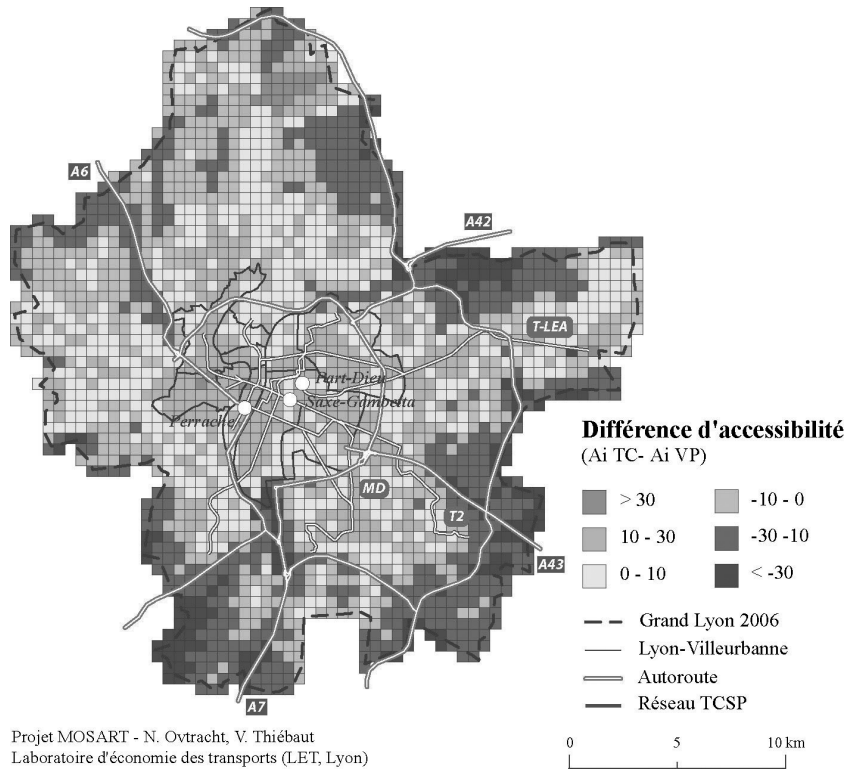 A6
A42
T-LEA
Part-Dieu
Saxe-Gambetta
Perrache
MD
T2
A43
A7
Différence d'accessibilité
(Ai TC- Ai VP)
> 30
-10 - 0
10 - 30
-30 -10
0 - 10
< -30
Grand Lyon 2006
Lyon-Villeurbanne
Autoroute
Réseau TCSP
Projet MOSART - N. Ovtracht, V. Thiébaut
Laboratoire d'économie des transports (LET, Lyon)
0 5 10 km